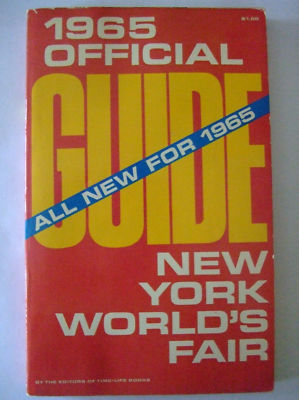 1965
$1.00
OFFICIAL
GUIDE
ALL NEW FOR 1965
NEW
YORK
WORLD'S
FAIR
BY THE EDITORS OF TIME-LIFE BOOKS